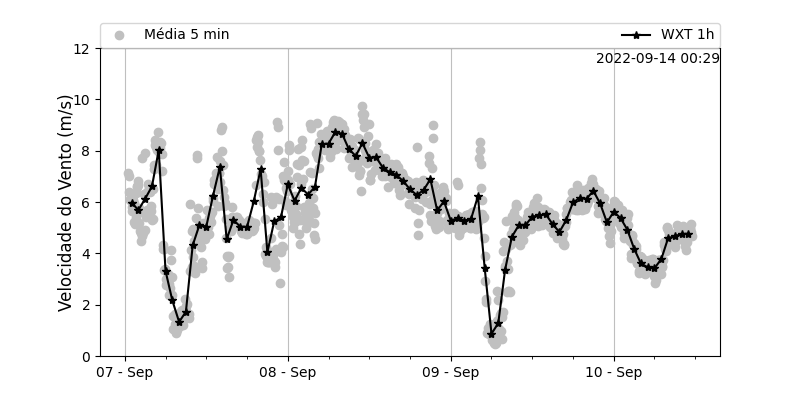 Média 5 min
WXT 1h
2022-09-14 00:29
Velocidade do Vento (m/s)
12
10
8
6
4
2
0
07 - Sep
08 - Sep
09 - Sep
10 - Sep